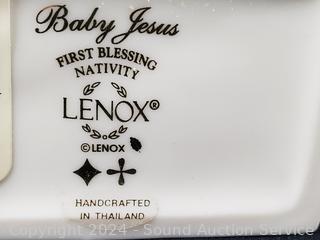 Baby Jesus
FIRST BLESSING
NATIVITY
LENOX®
© LENOX
HANDCRAFTED
IN THAILAND
Copyright 2024 - Sound Auction Service